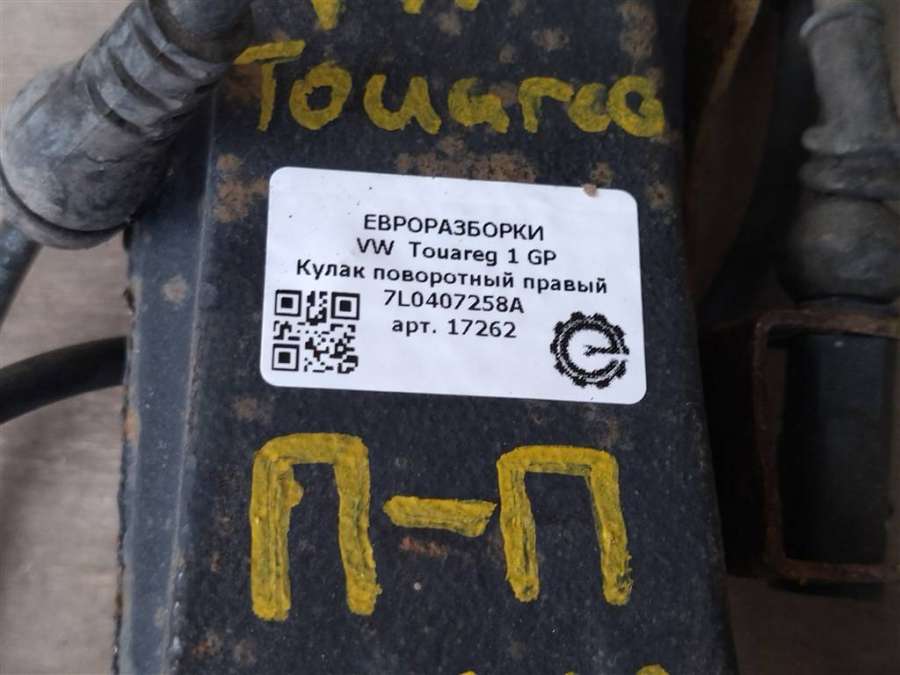 Touareg
ЕВРОРАЗБОРКИ
VW Touareg 1 GP
Кулак поворотный правый
7L0407258A
арт. 17262
П-П